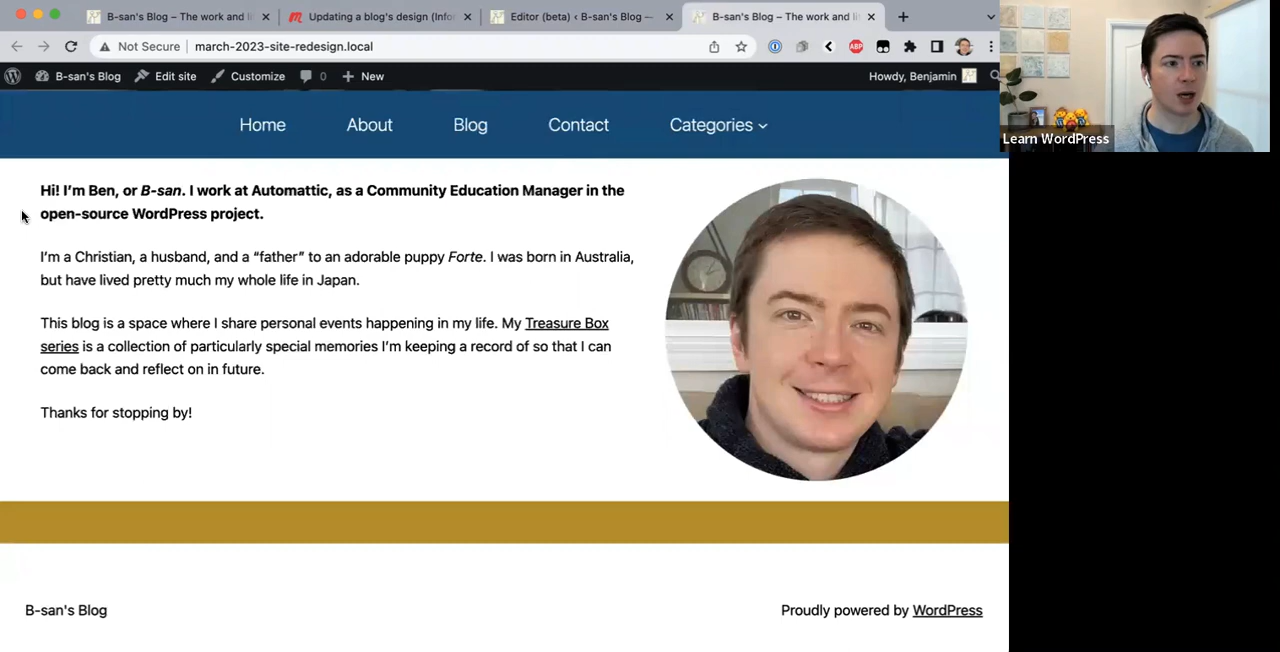 B-san's Blog – The work and l
Updating a blog's design (Infor
Editor (beta) ‹ B-san's Blog —
B-san's Blog – The work and li
Not Secure
march-2023-site-redesign.local
ABP
B-san's Blog
Edit site
Customize
0
New
Howdy, Benjamin
Learn WordPress
Home
About
Blog
Contact
Categories
Hi! I'm Ben, or B-san. I work at Automattic, as a Community Education Manager in the
open-source WordPress project.
I'm a Christian, a husband, and a “father” to an adorable puppy Forte. I was born in Australia,
but have lived pretty much my whole life in Japan.
This blog is a space where I share personal events happening in my life. My Treasure Box
series is a collection of particularly special memories I'm keeping a record of so that I can
come back and reflect on in future.
Thanks for stopping by!
B-san's Blog
Proudly powered by WordPress